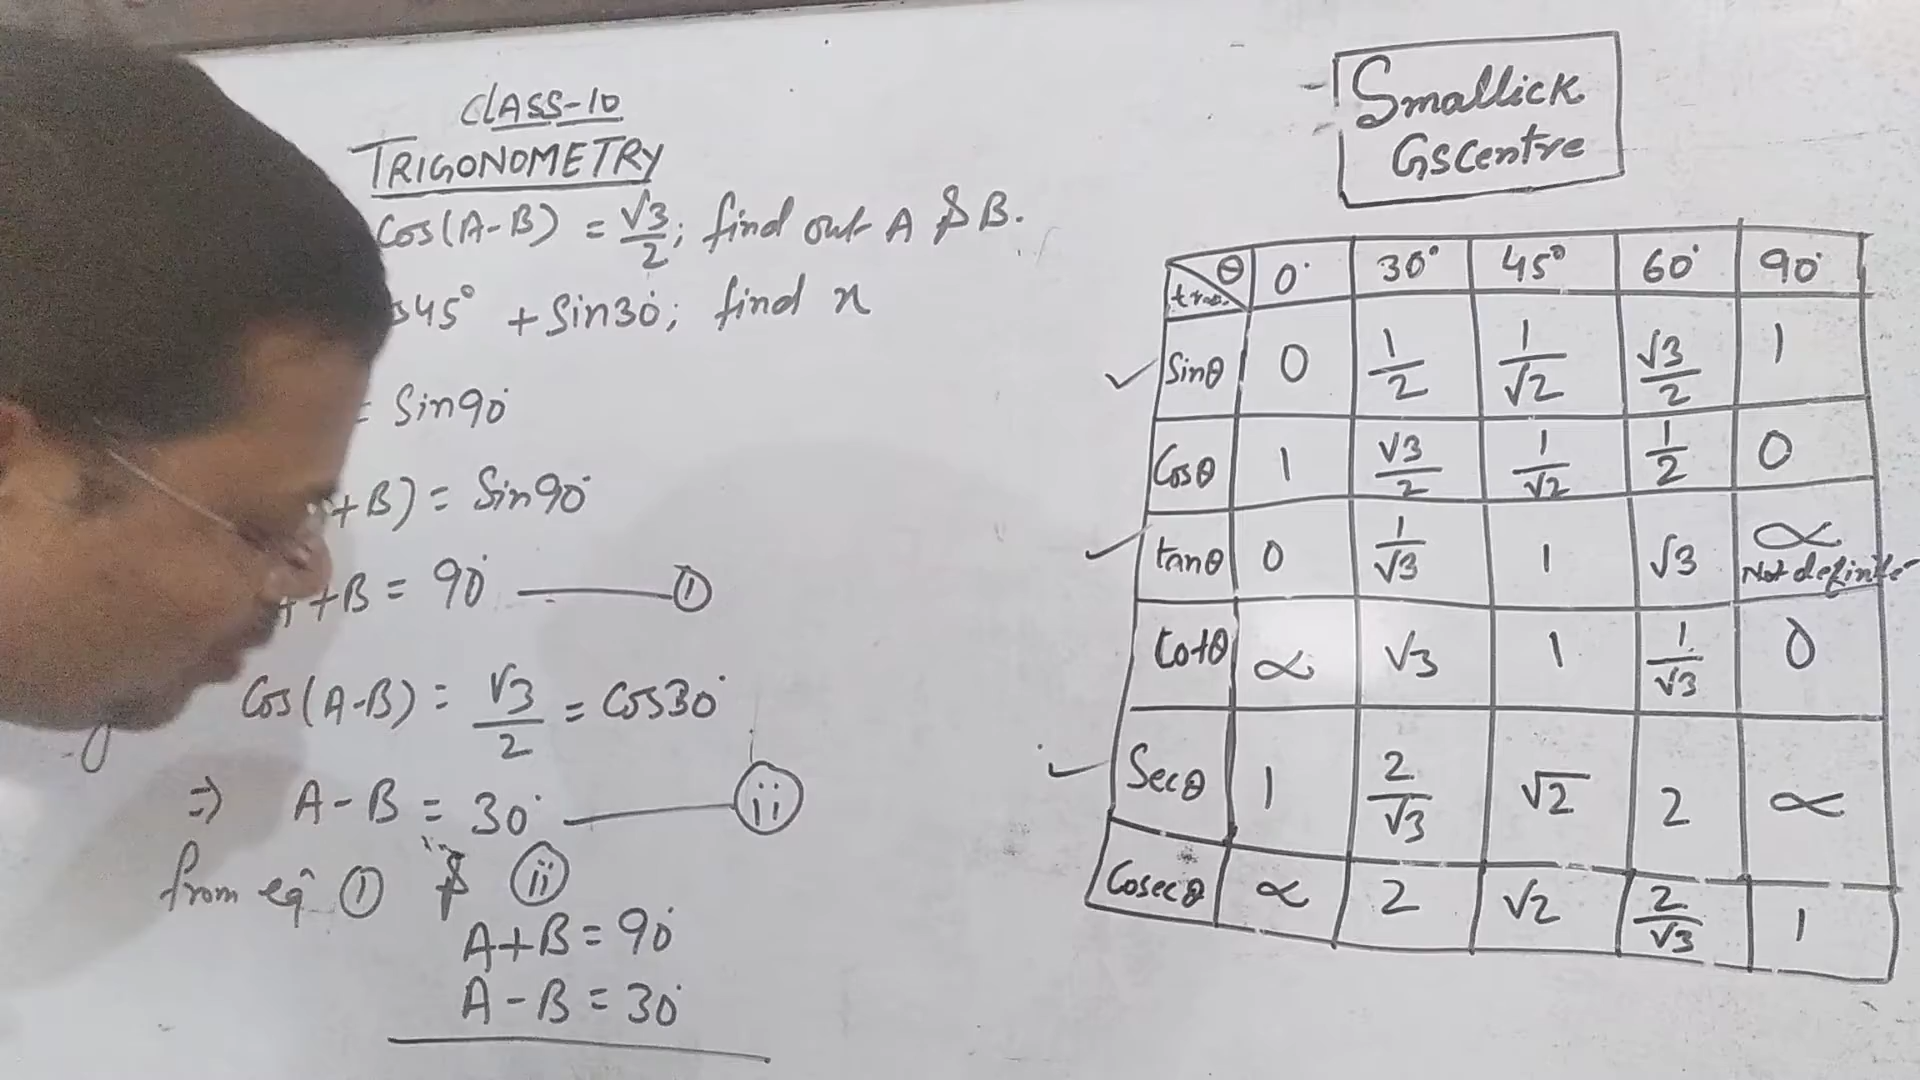 CLASS-10
TRIGONOMETRY
Cos(A-B) = √3/2; find out A & B.
45° + Sin30°; find x
= Sin90°
+B) = Sin90°
A+B = 90° ——— ①
Cos(A-B) = √3/2 = Cos30°
⇒ A-B = 30° ——— ⅱ
from eqⁿ ① & ⅱ
A+B = 90°
A-B = 30°
Smallick
GSCentre
θ 0° 30° 45° 60° 90°
Sinθ 0 1/2 1/√2 √3/2 1
Cosθ 1 √3/2 1/√2 1/2 0
tanθ 0 1/√3 1 √3 ∝
Not definite
Cotθ ∝ √3 1 1/√3 0
Secθ 1 2/√3 √2 2 ∝
Cosecθ ∝ 2 √2 2/√3 1